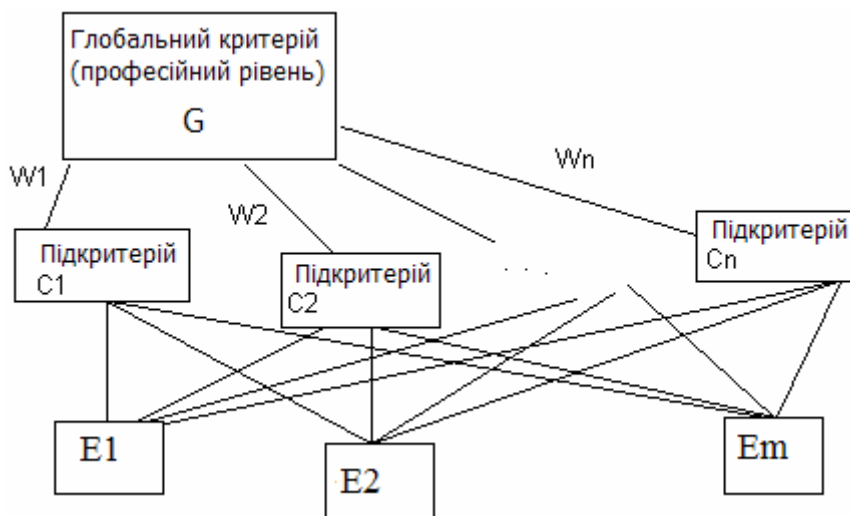 Глобальний критерій
(професійний рівень)
G
W1
W2
Wn
Підкритерій
C1
Підкритерій
C2
. . .
Підкритерій
Cn
E1
E2
Em